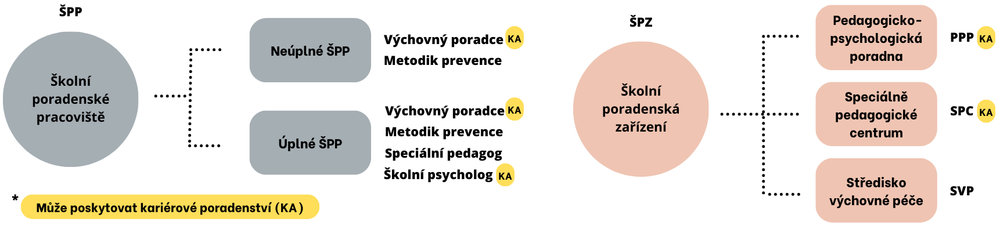 ŠPP
Školní
poradenské
pracoviště
Neúplné ŠPP
Výchovný poradce KA
Metodik prevence
Úplné ŠPP
Výchovný poradce KA
Metodik prevence
Speciální pedagog
Školní psycholog KA
* Může poskytovat kariérové poradenství (KA)
ŠPZ
Školní
poradenská
zařízení
Pedagogicko-
psychologická
poradna
PPP KA
Speciálně
pedagogické
centrum
SPC KA
Středisko
výchovné péče
SVP